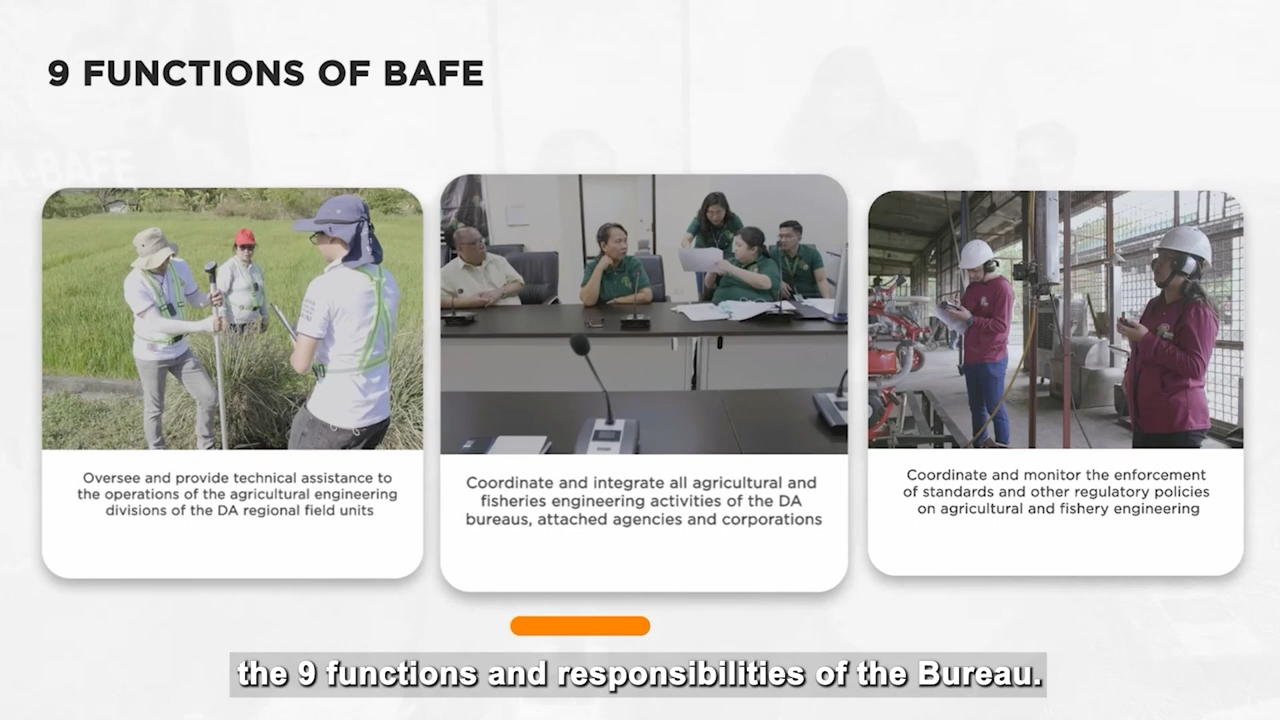 9 FUNCTIONS OF BAFE
A-BAFE
Oversee and provide technical assistance to
the operations of the agricultural engineering
divisions of the DA regional field units
Coordinate and integrate all agricultural and
fisheries engineering activities of the DA
bureaus, attached agencies and corporations
Coordinate and monitor the enforcement
of standards and other regulatory policies
on agricultural and fishery engineering
the 9 functions and responsibilities of the Bureau.